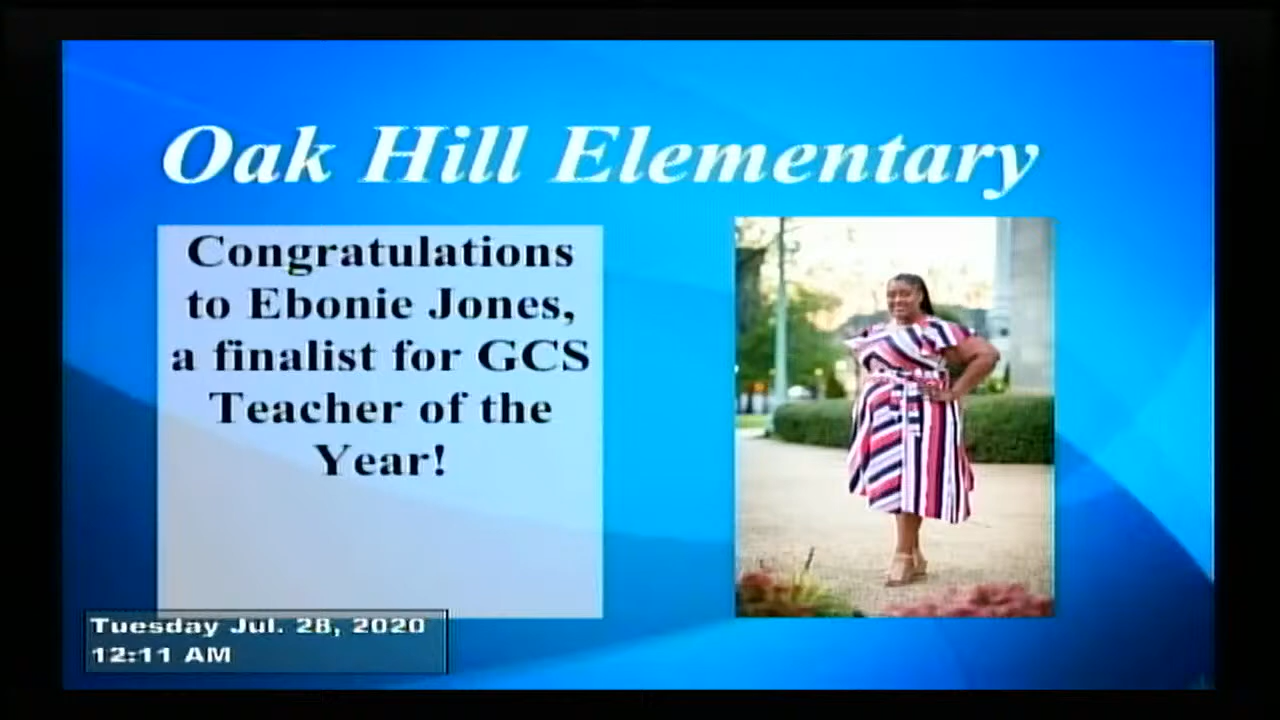 Oak Hill Elementary
Congratulations
to Ebonie Jones,
a finalist for GCS
Teacher of the
Year!
Tuesday Jul. 28, 2020
12:11 AM